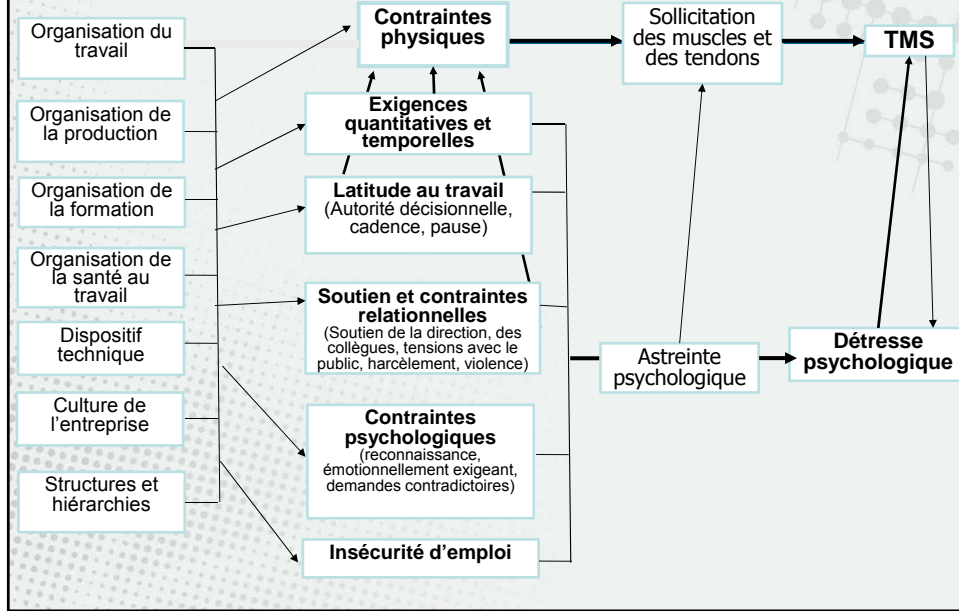 Organisation du
travail
Organisation de
la production
Organisation de
la formation
Organisation de
la santé au
travail
Dispositif
technique
Culture de
l'entreprise
Structures et
hiérarchies
Contraintes
physiques
Exigences
quantitatives et
temporelles
Latitude au travail
(Autorité décisionnelle,
cadence, pause)
Soutien et contraintes
relationnelles
(Soutien de la direction, des
collègues, tensions avec le
public, harcèlement, violence)
Contraintes
psychologiques
(reconnaissance,
émotionnellement exigeant,
demandes contradictoires)
Insécurité d'emploi
Sollicitation
des muscles et
des tendons
Astreinte
psychologique
TMS
Détresse
psychologique